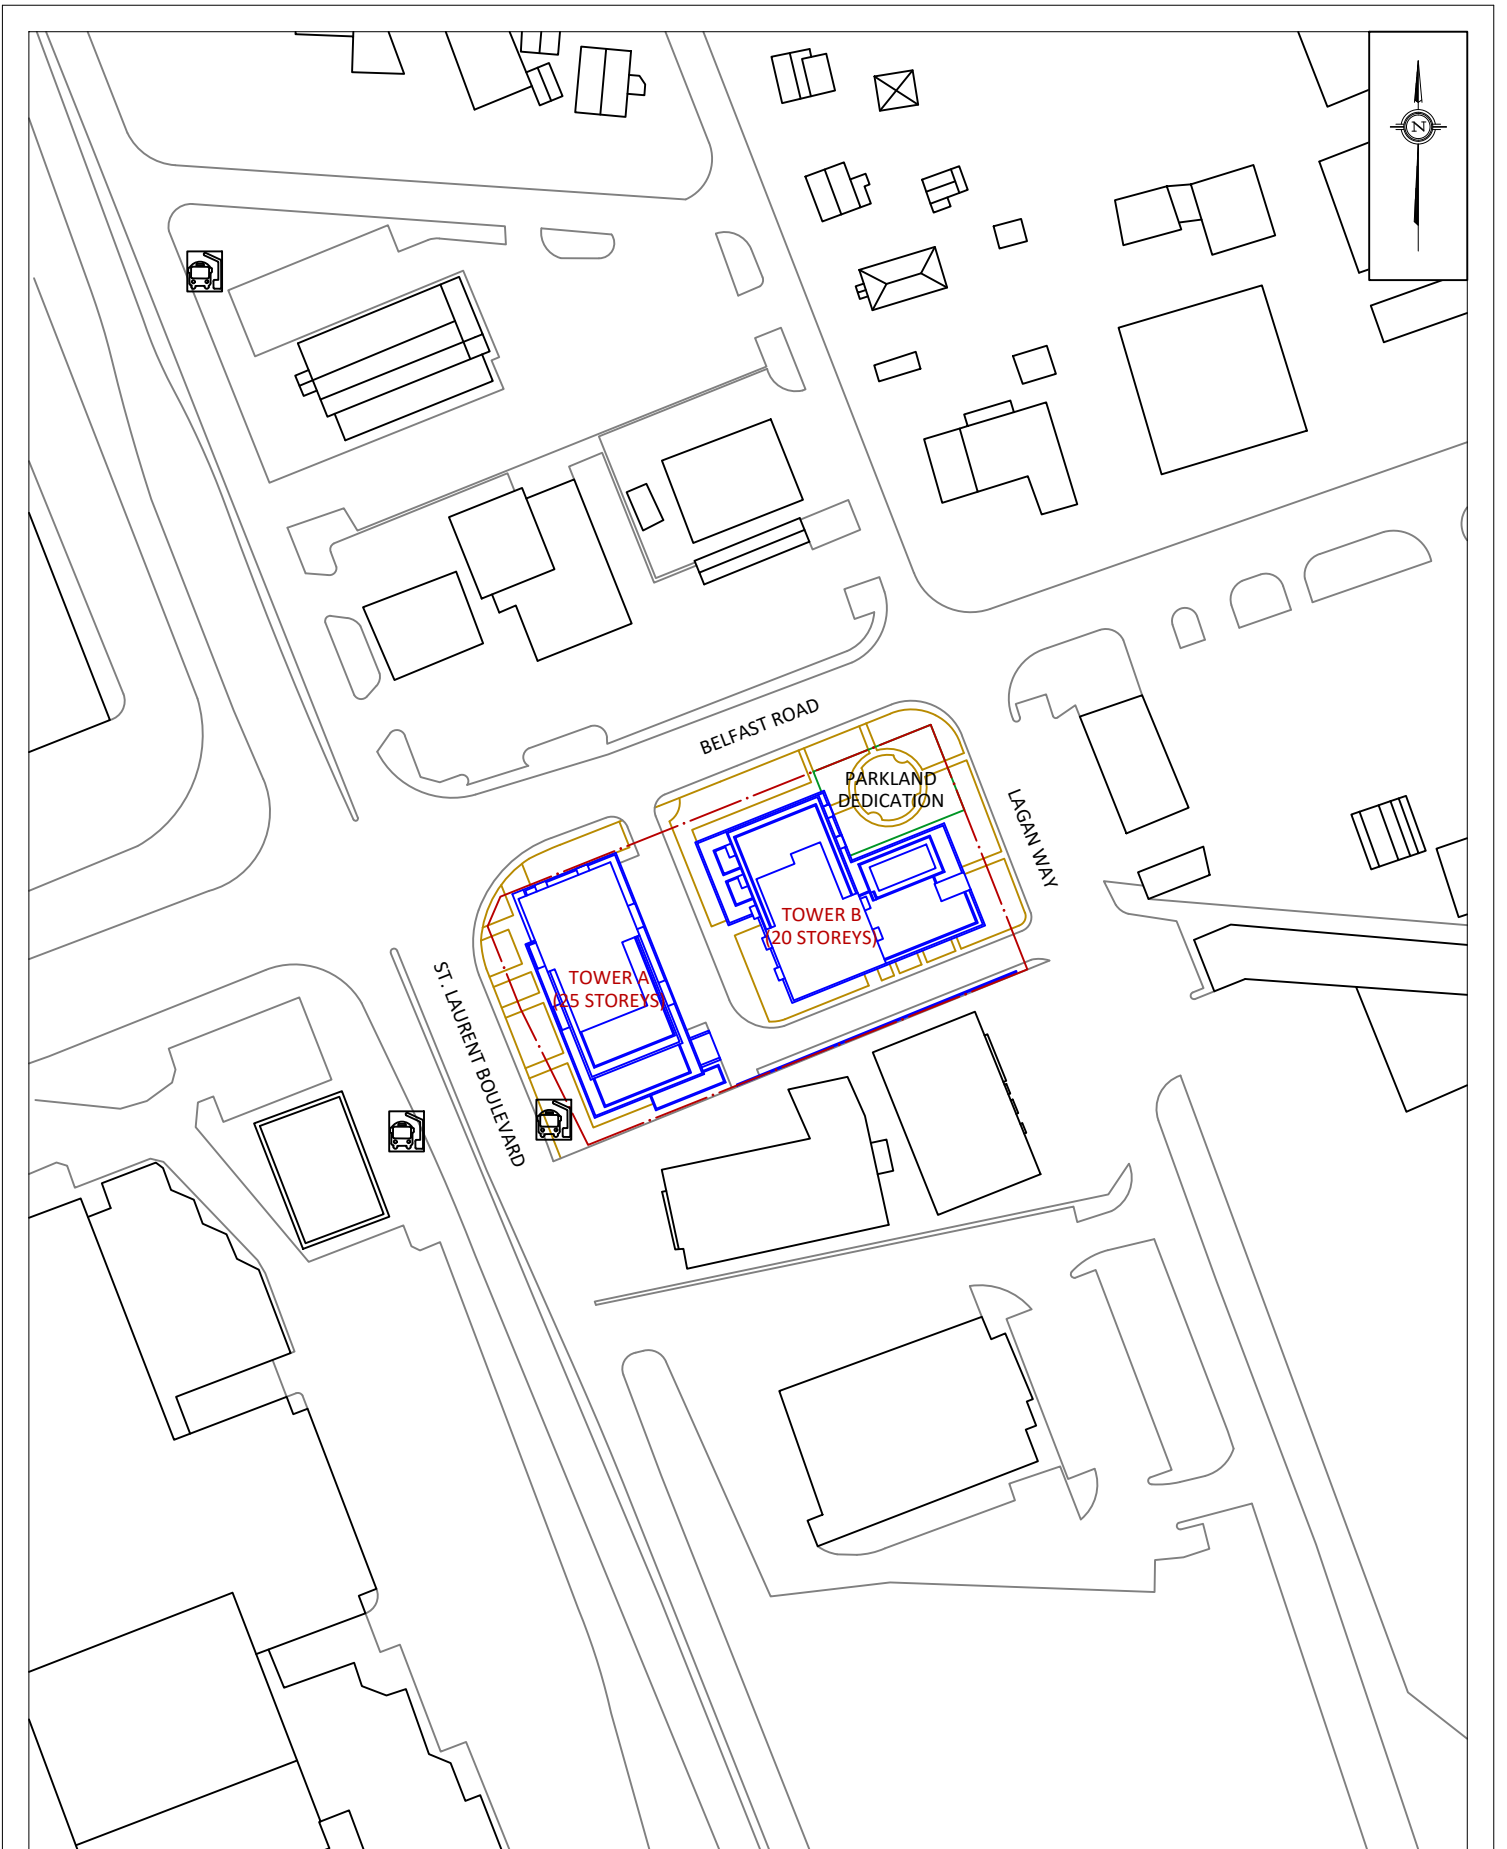 N
BELFAST ROAD
PARKLAND
DEDICATION
LAGAN WAY
TOWER B
(20 STOREYS)
TOWER A
(25 STOREYS)
ST. LAURENT BOULEVARD